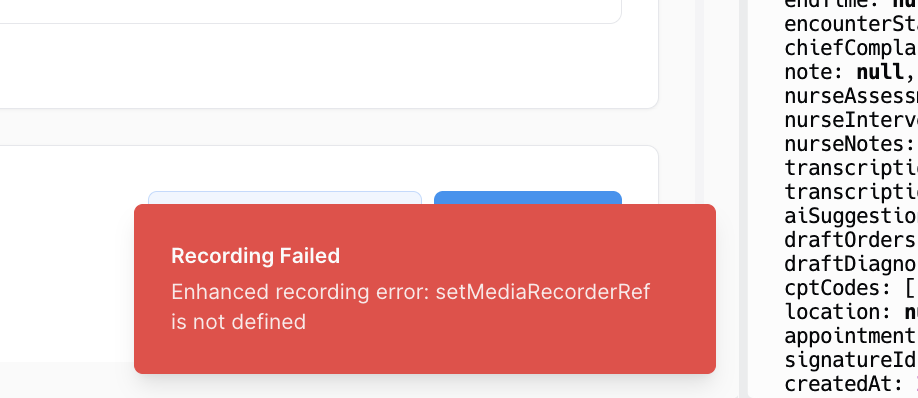 Recording Failed
Enhanced recording error: setMediaRecorderRef
is not defined
encounterSta
chiefCompla
note: null,
nurseAssess
nurseInterv
nurseNotes:
transcripti
transcripti
aiSuggestio
draftOrders
draftDiagno
cptCodes: [
location: nu
appointment
signatureId
createdAt: